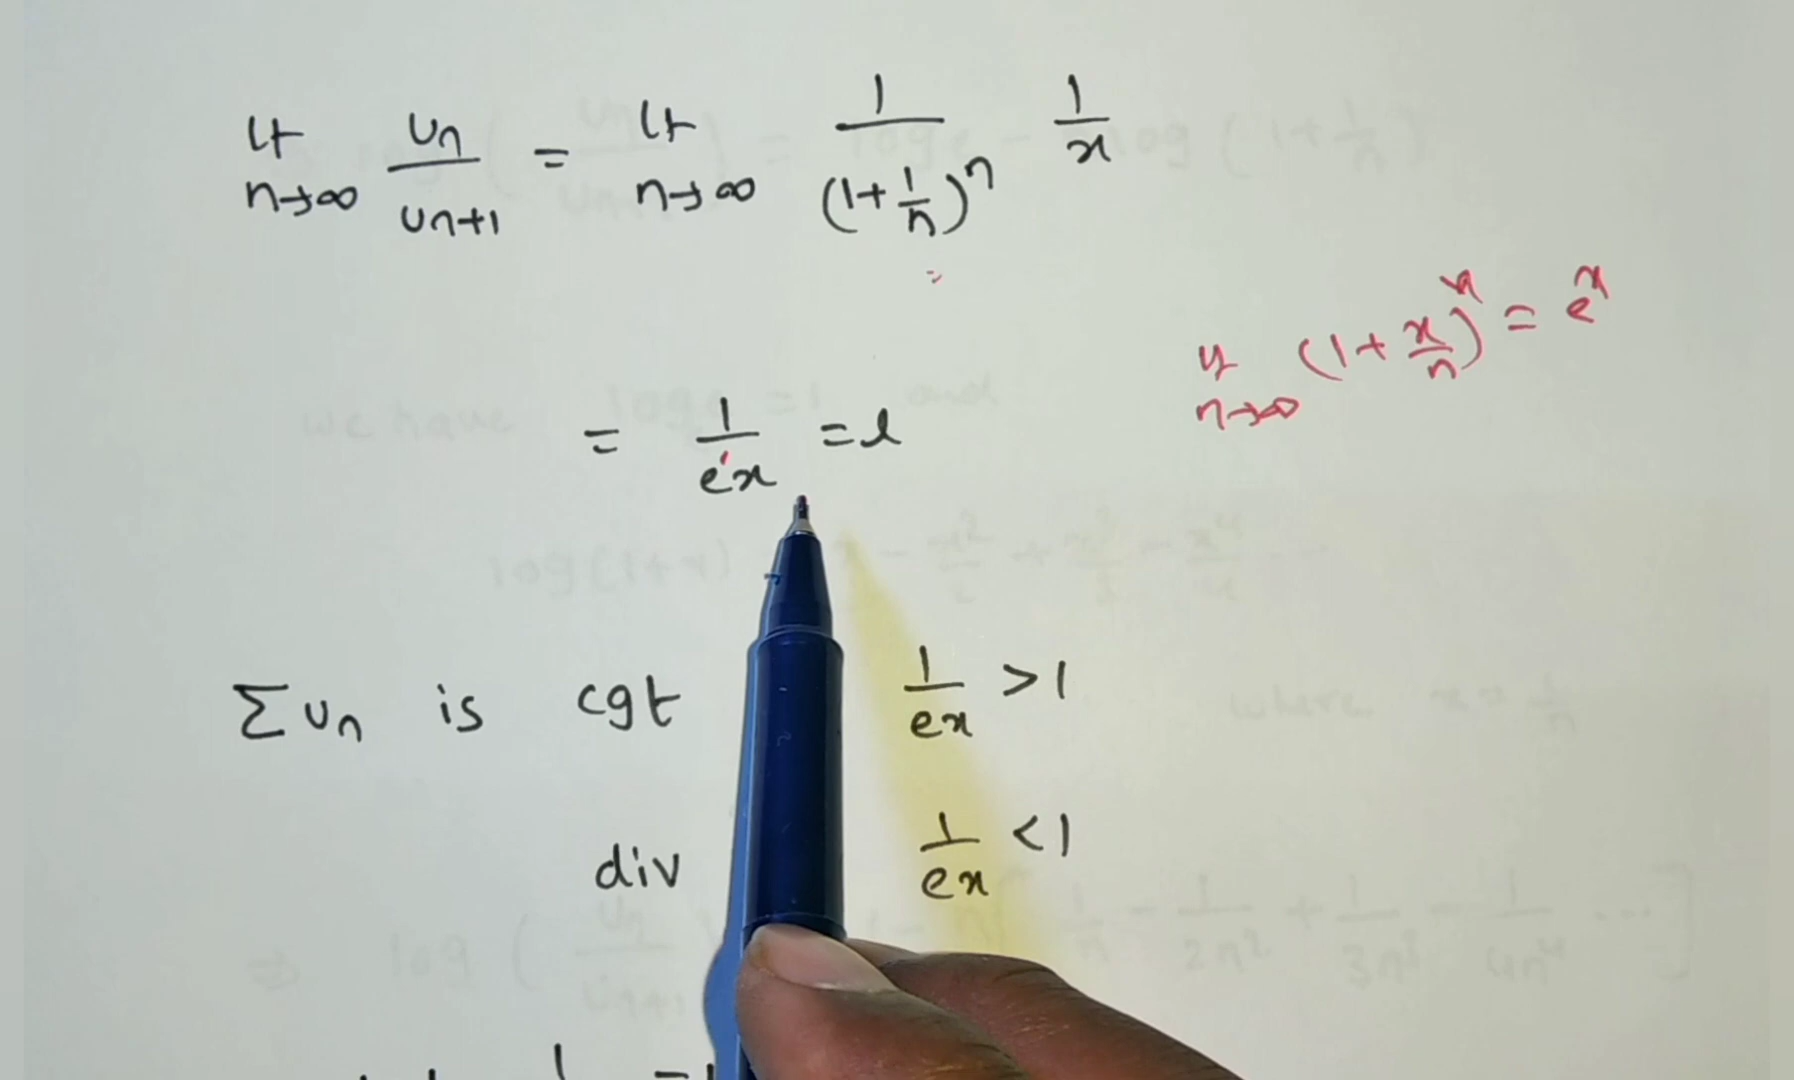 lt n→∞ un/un+1 = lt n→∞ 1/(1+1/n)^n 1/x
=
lt n→∞ (1+x/n)^n = e^x
= 1/e'x = l
Σun is cgt 1/ex > 1
div 1/ex < 1